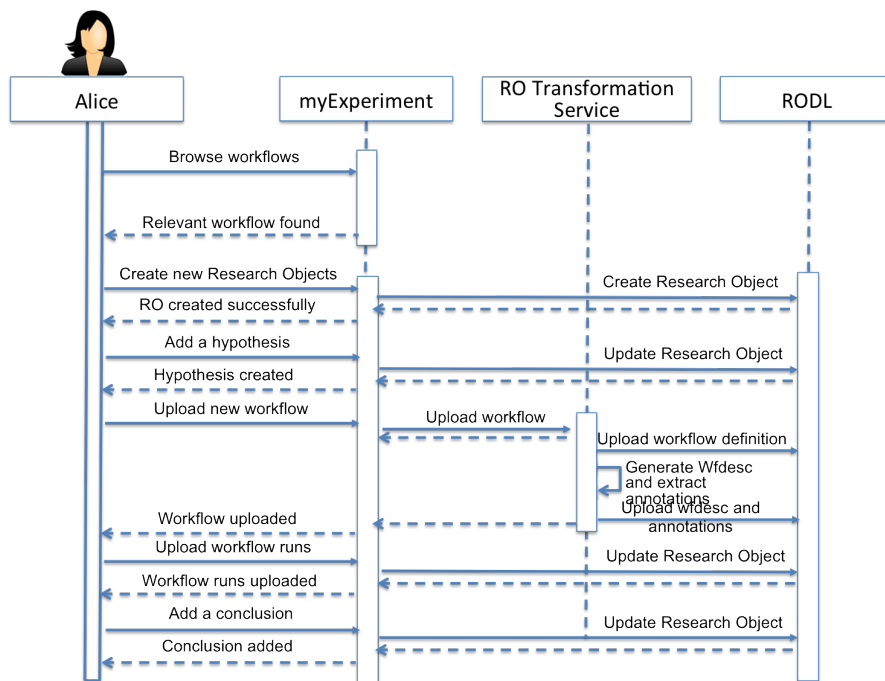 Alice
myExperiment
RO Transformation
Service
RODL
Browse workflows
Relevant workflow found
Create new Research Objects
Create Research Object
RO created successfully
Add a hypothesis
Update Research Object
Hypothesis created
Upload new workflow
Upload workflow
Upload workflow definition
Generate Wfdesc
and extract
annotations
Upload wfdesc and
annotations
Workflow uploaded
Upload workflow runs
Update Research Object
Workflow runs uploaded
Add a conclusion
Update Research Object
Conclusion added